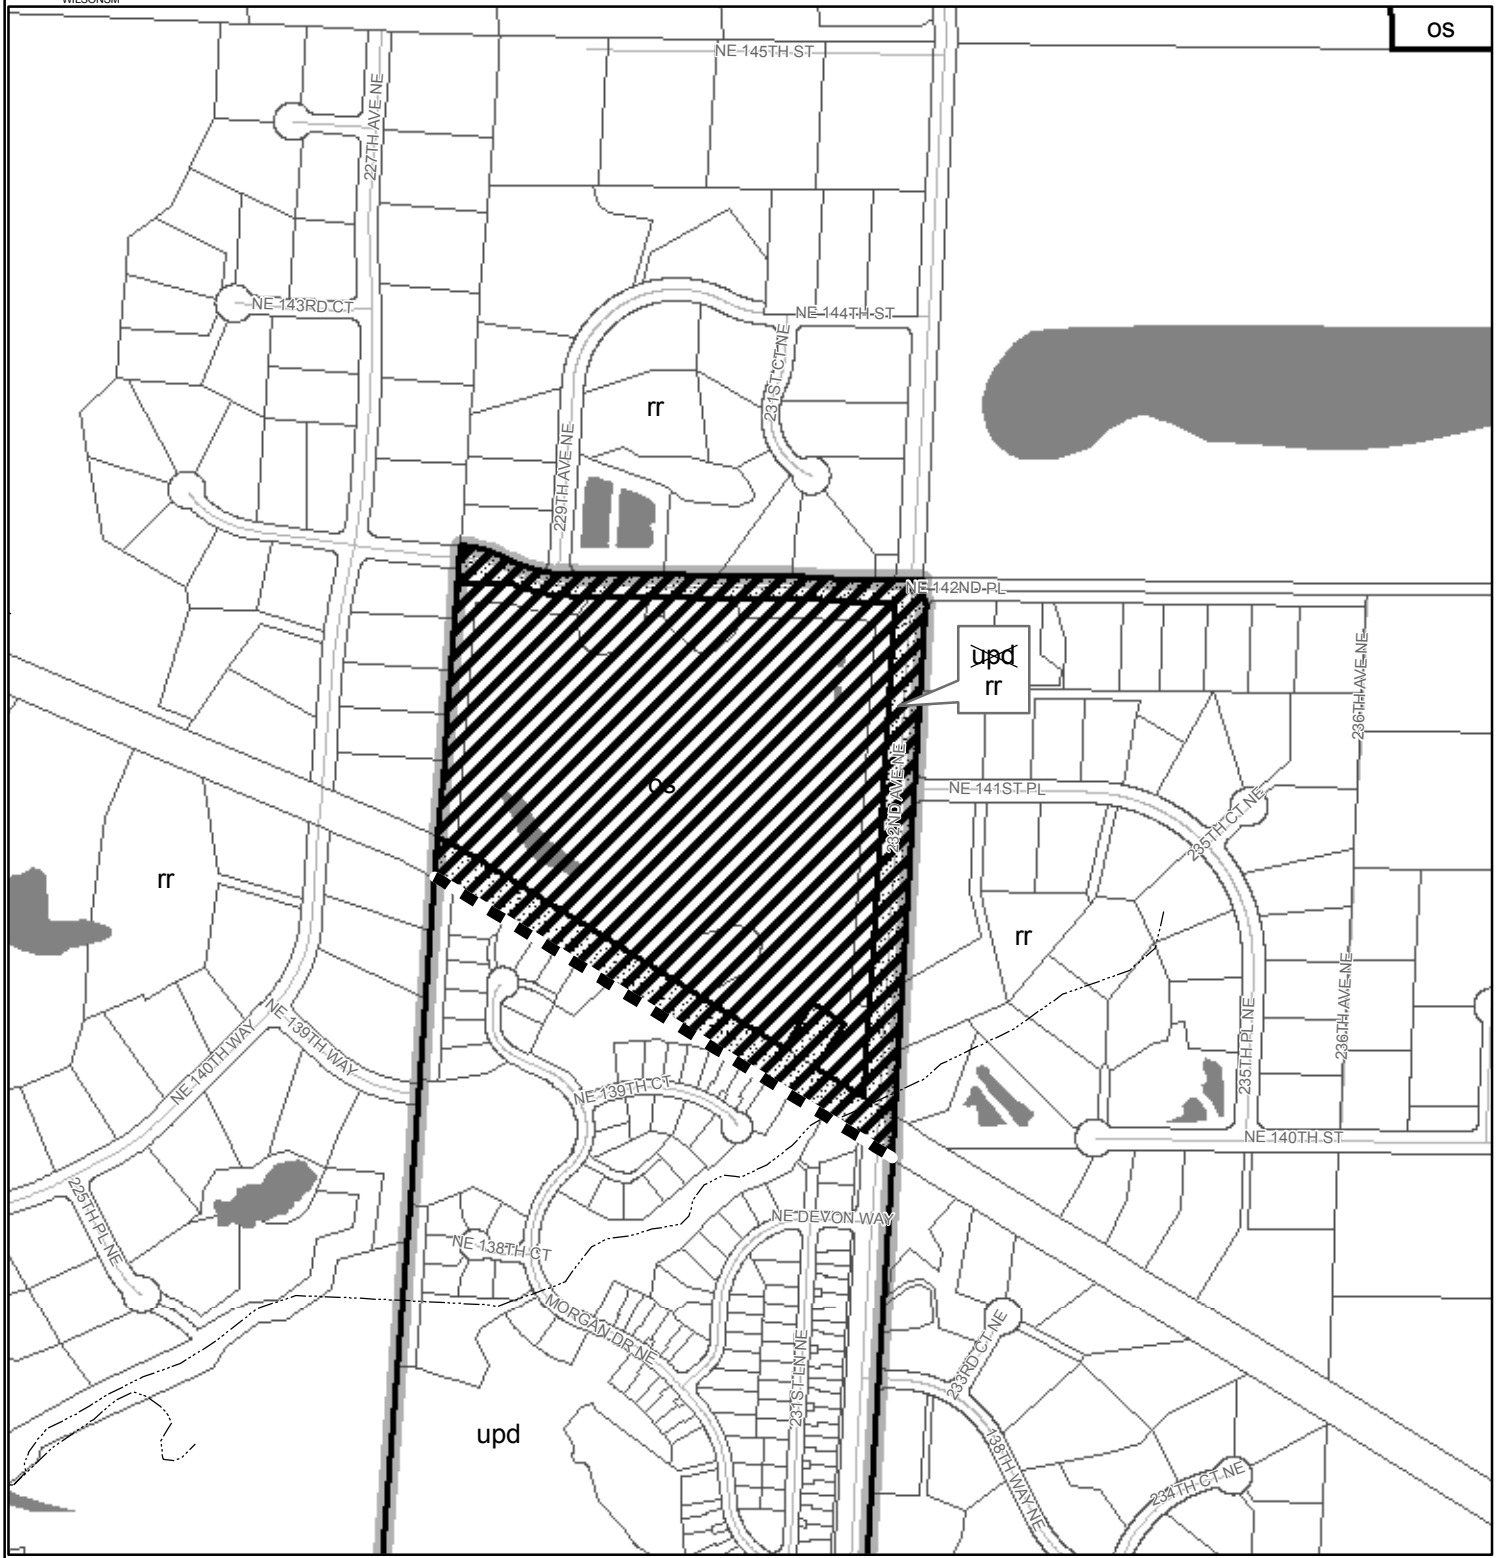 WILSONSM
os
NE 145TH ST
227TH AVE NE
NE 143RD CT
NE 144TH ST
231ST CT NE
rr
229TH AVE NE
NE 142ND PL
upd
rr
236TH AVE NE
os
232ND AVE NE
NE 141ST PL
235TH CT NE
rr
rr
236TH AVE NE
NE 139TH WAY
NE 140TH WAY
235TH PL NE
NE 139TH CT
NE 140TH ST
225TH PL NE
NE DEVON WAY
NE 138TH CT
MORGAN DR NE
233RD CT NE
231ST LN NE
upd
138TH WAY NE
234TH CT NE